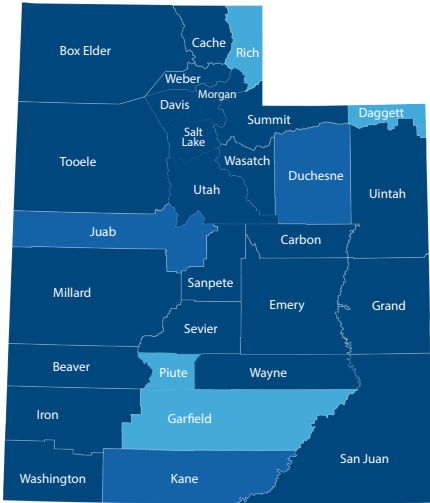 Cache
Box Elder
Rich
Weber
Morgan
Davis
Daggett
Summit
Salt
Lake
Wasatch
Tooele
Duchesne
Utah
Uintah
Juab
Carbon
Sanpete
Millard
Emery
Grand
Sevier
Beaver
Piute
Wayne
Iron
Garfield
San Juan
Washington
Kane